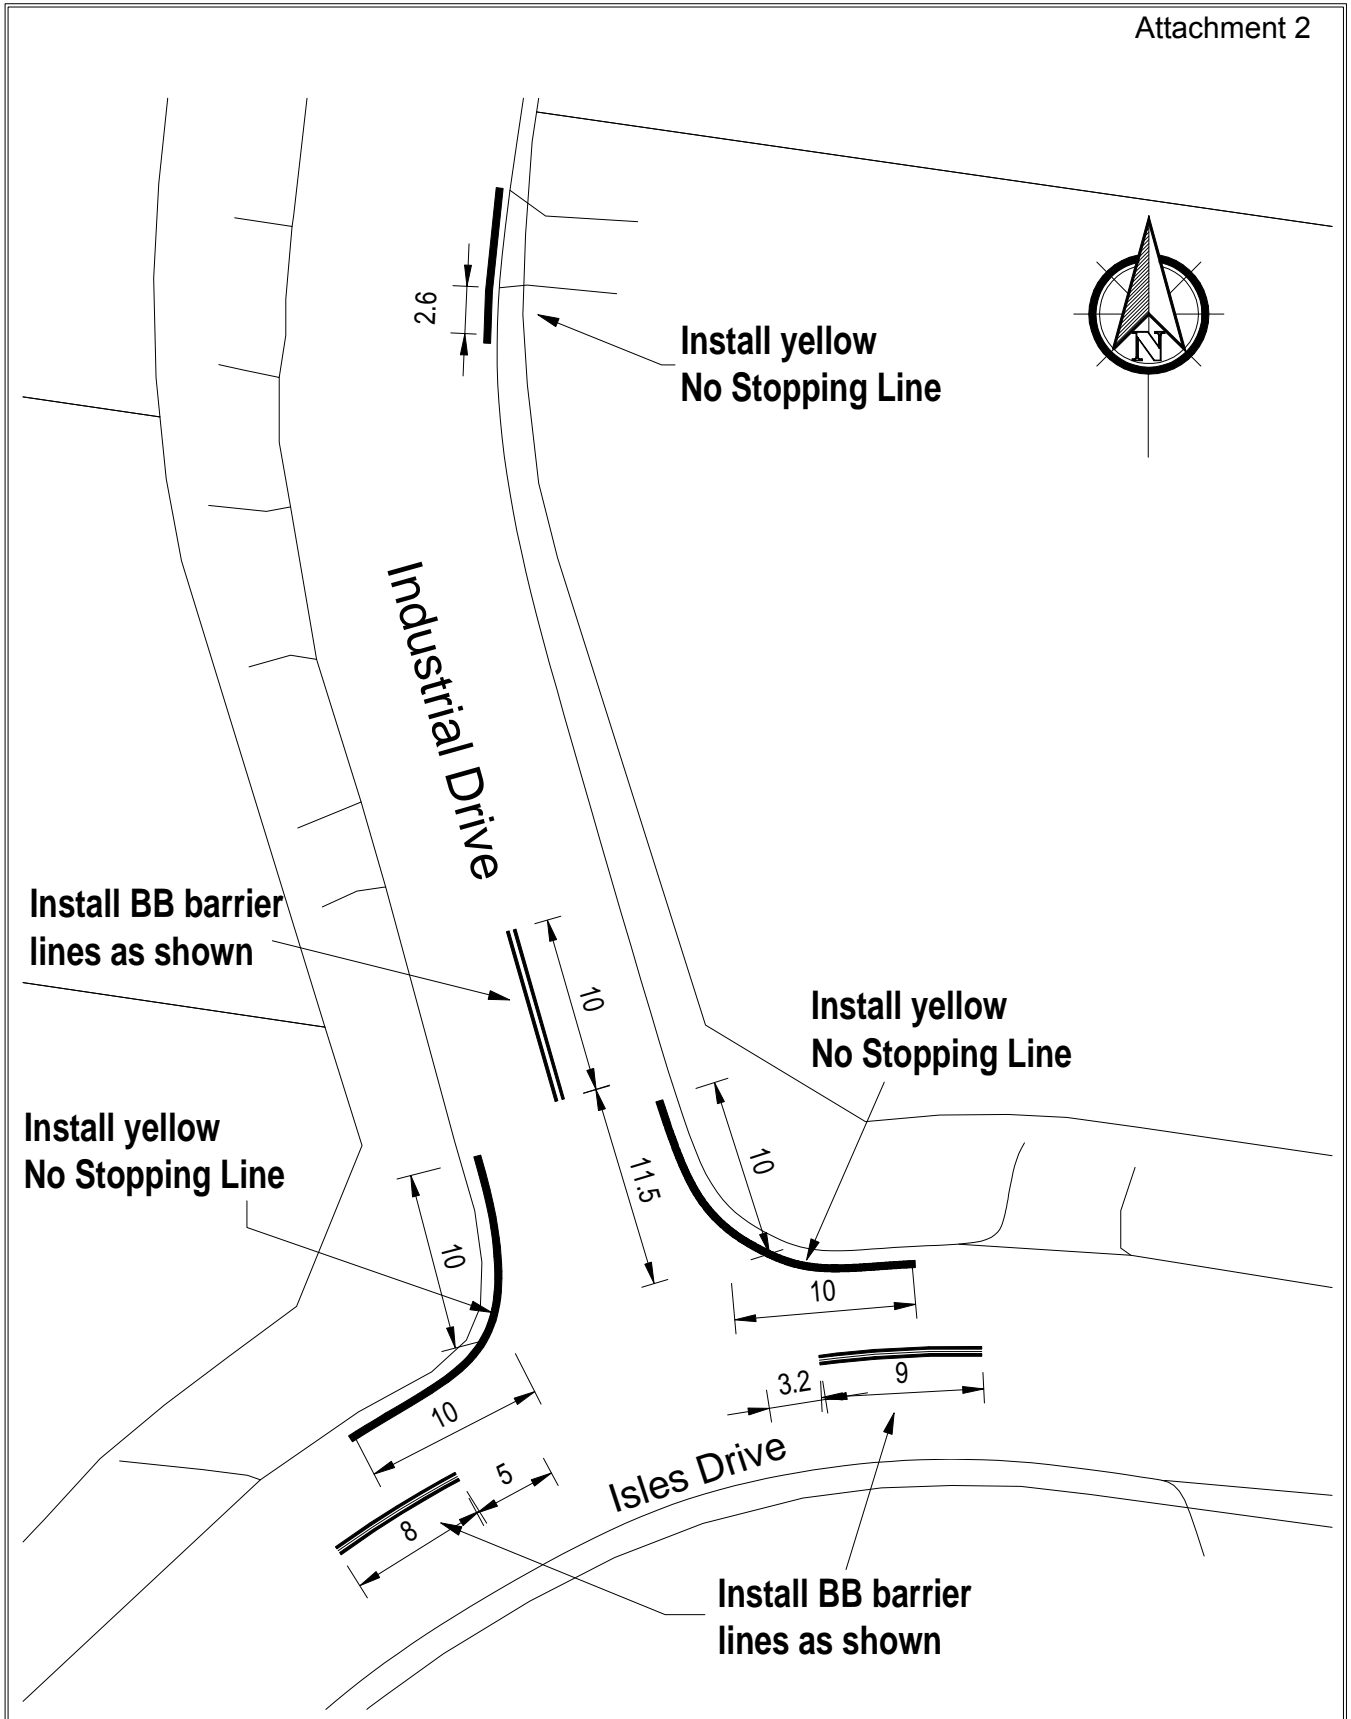 Attachment 2
2.6
Install yellow
No Stopping Line
N
Industrial Drive
Install BB barrier
lines as shown
10
Install yellow
No Stopping Line
Install yellow
No Stopping Line
11.5
10
10
10
10
3.2
9
5
8
Isles Drive
Install BB barrier
lines as shown